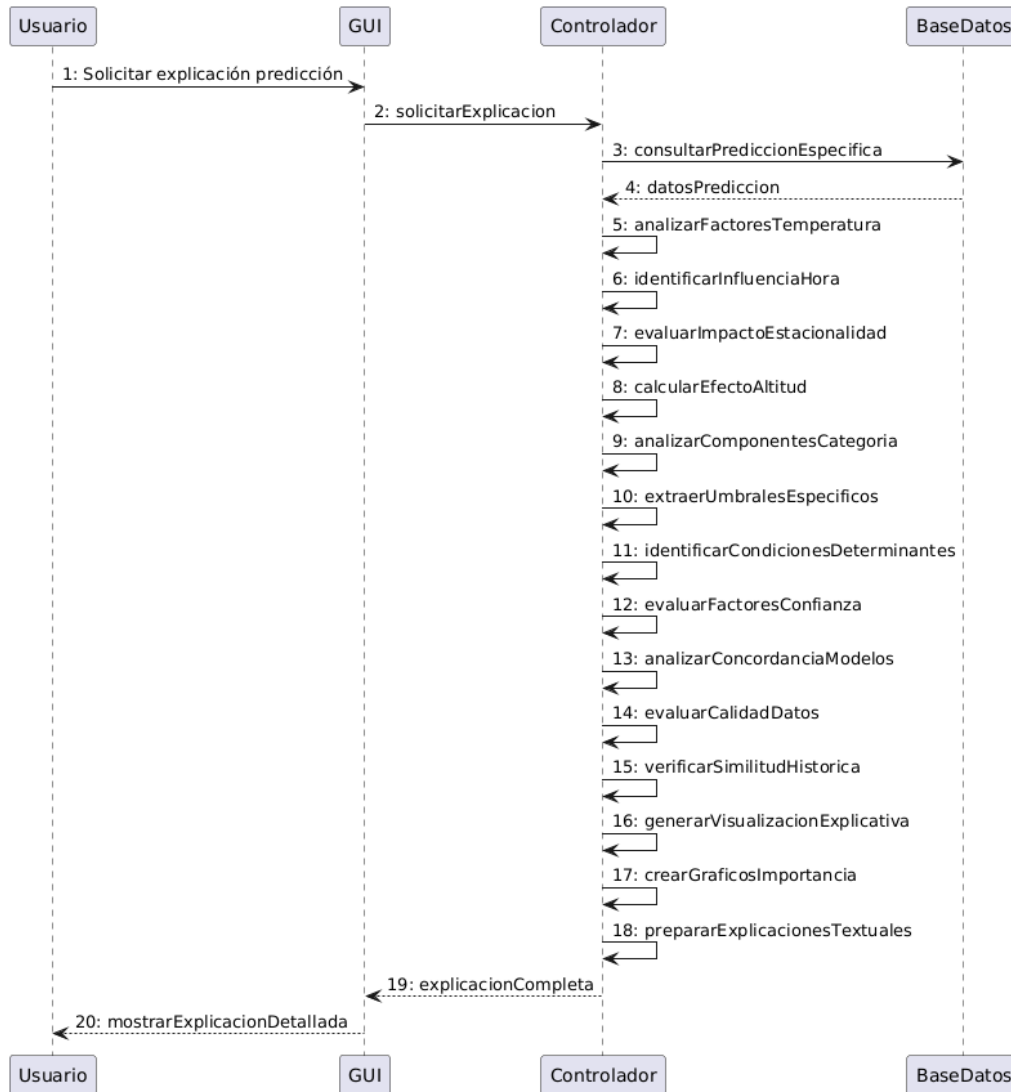 Usuario GUI Controlador BaseDatos
1: Solicitar explicación predicción
2: solicitarExplicacion
3: consultarPrediccionEspecifica
4: datosPrediccion
5: analizarFactoresTemperatura
6: identificarInfluenciaHora
7: evaluarImpactoEstacionalidad
8: calcularEfectoAltitud
9: analizarComponentesCategoria
10: extraerUmbralesEspecificos
11: identificarCondicionesDeterminantes
12: evaluarFactoresConfianza
13: analizarConcordanciaModelos
14: evaluarCalidadDatos
15: verificarSimilitudHistorica
16: generarVisualizacionExplicativa
17: crearGraficosImportancia
18: prepararExplicacionesTextuales
19: explicacionCompleta
20: mostrarExplicacionDetallada
Usuario GUI Controlador BaseDatos